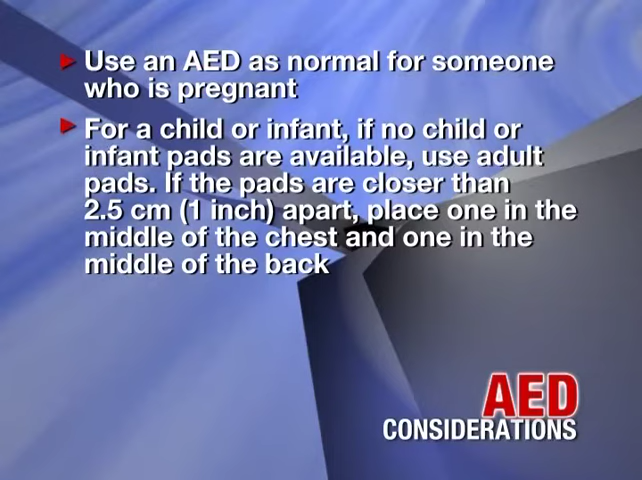 Use an AED as normal for someone
who is pregnant
For a child or infant, if no child or
infant pads are available, use adult
pads. If the pads are closer than
2.5 cm (1 inch) apart, place one in the
middle of the chest and one in the
middle of the back
AED
CONSIDERATIONS